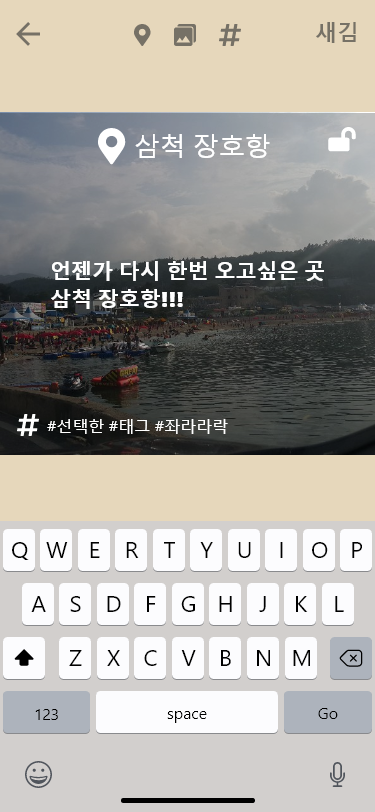 새김
삼척 장호항
언젠가 다시 한번 오고싶은 곳
삼척 장호항!!!
# #선택한 #태그 #좌라라락
Q W E R T Y U I O P
A S D F G H J K L
Z X C V B N M
123 space Go